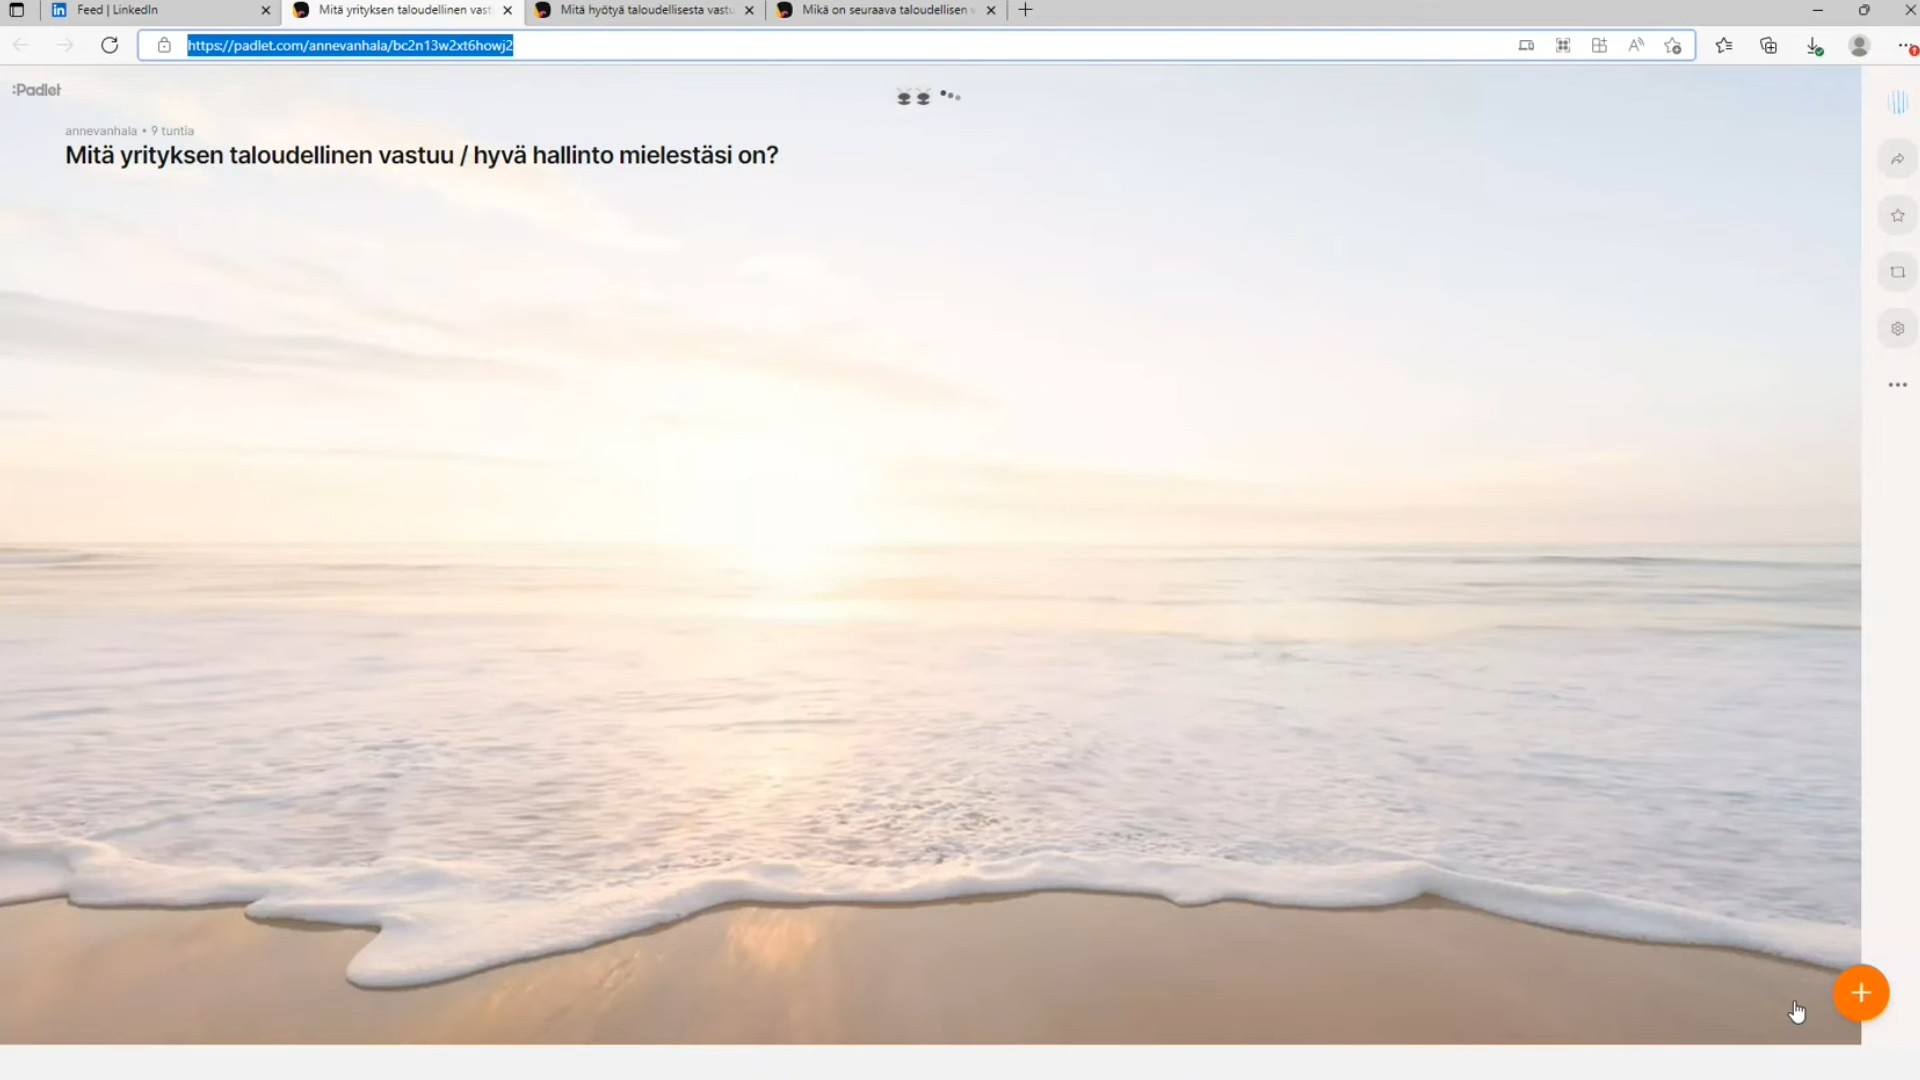 Feed | LinkedIn
Mitä yrityksen taloudellinen vast
Mitä hyötyä taloudellisesta vastu
Mikä on seuraava taloudellisen v
https://padlet.com/annevanhala/bc2n13w2xt6howj2
:Padlet
annevanhala • 9 tuntia
Mitä yrityksen taloudellinen vastuu / hyvä hallinto mielestäsi on?